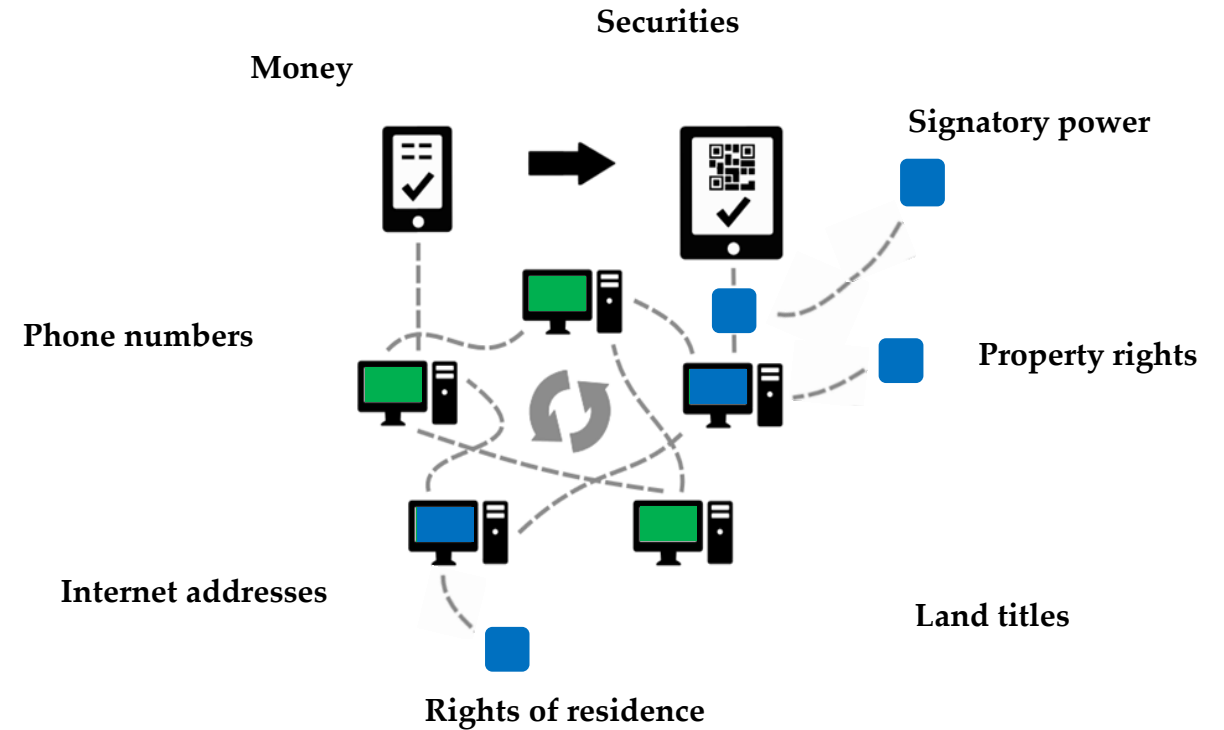 Securities
Money
Signatory power
Phone numbers
Property rights
Internet addresses
Land titles
Rights of residence